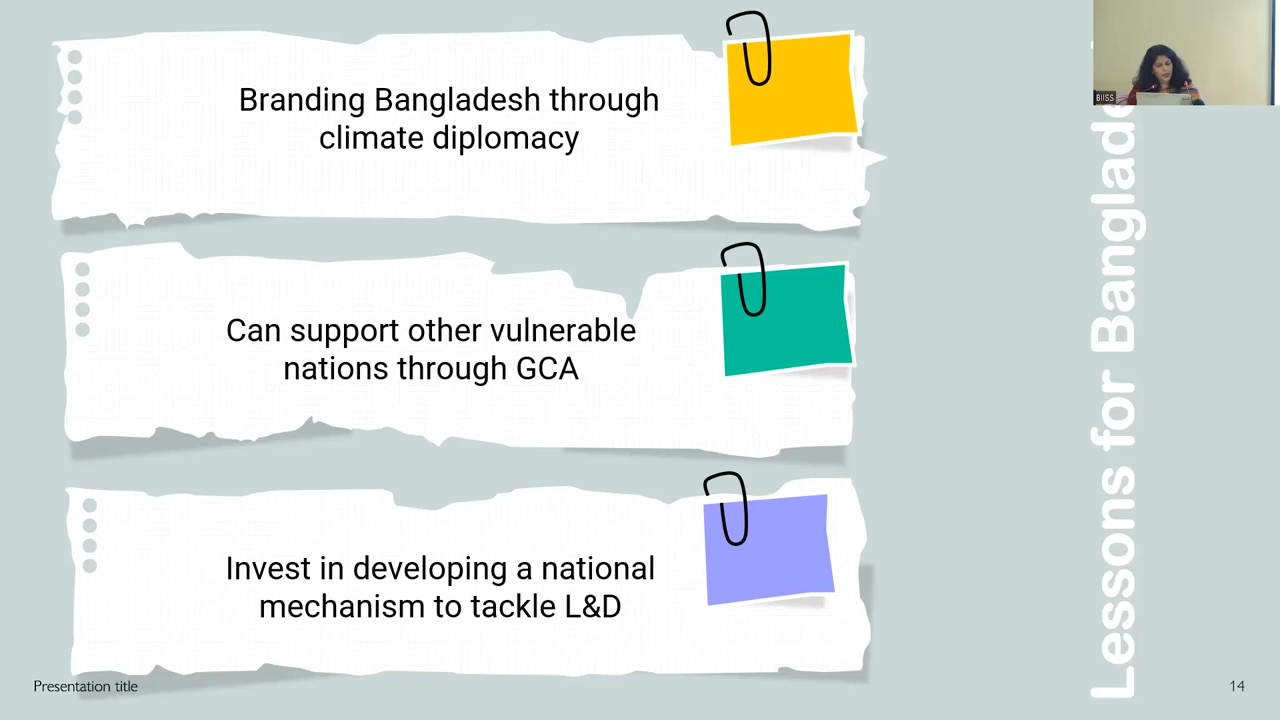 Branding Bangladesh through
climate diplomacy
Can support other vulnerable
nations through GCA
Invest in developing a national
mechanism to tackle L&D
Lessons for
BIISS
Presentation title
14